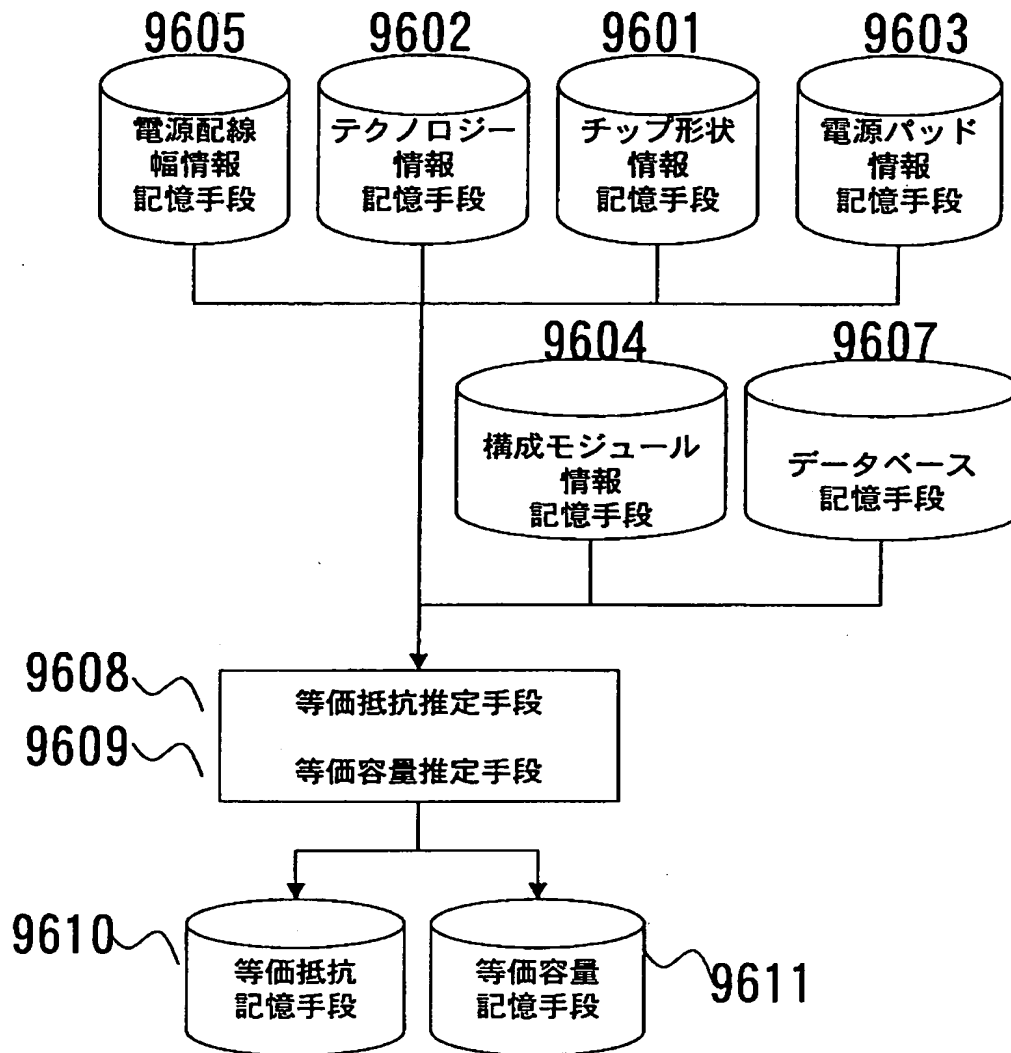 9605
9602
9601
9603
電源配線
幅情報
記憶手段
テクノロジー
情報
記憶手段
チップ形状
情報
記憶手段
電源パッド
情報
記憶手段
9604
9607
構成モジュール
情報
記憶手段
データベース
記憶手段
9608
等価抵抗推定手段
9609
等価容量推定手段
9610
等価抵抗
記憶手段
等価容量
記憶手段
9611